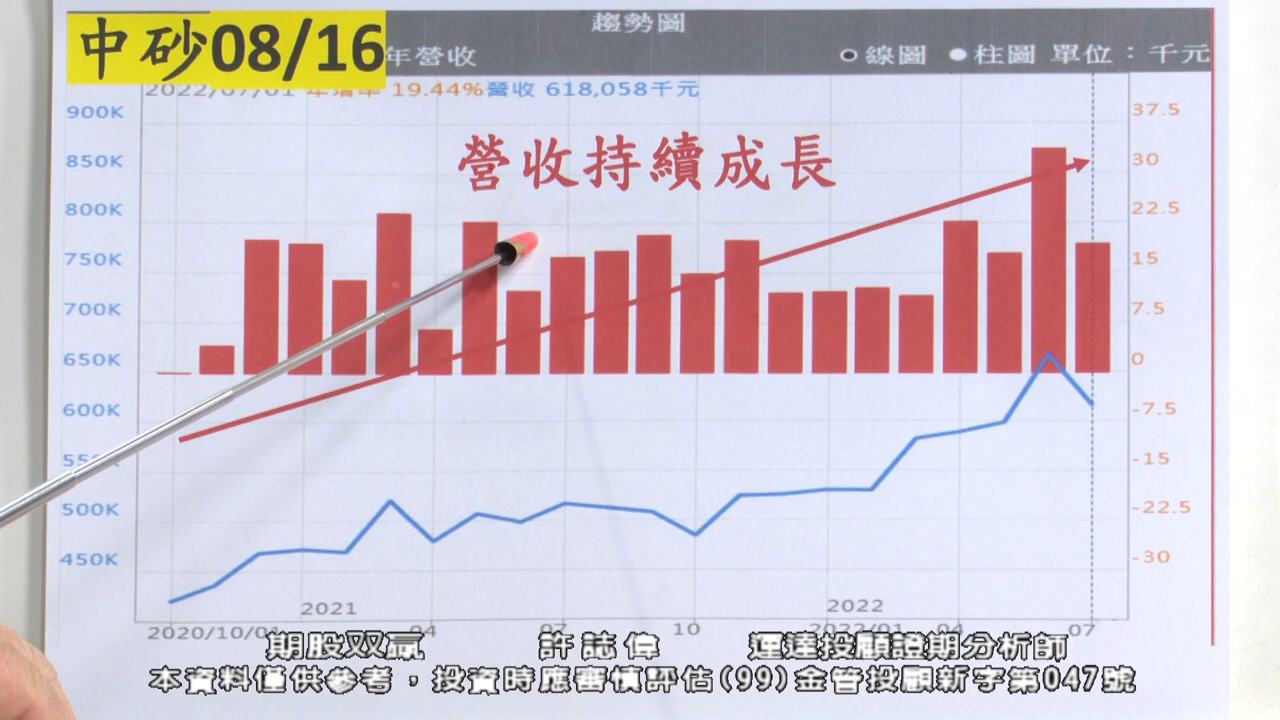 中砂08/16
趨勢圖
年營收
線圖 柱圖 單位：千元
2022/07/01 年增率 19.44% 營收 618,058千元
營收持續成長
900K
850K
800K
750K
700K
650K
600K
500K
450K
37.5
30
22.5
15
7.5
0
-7.5
-15
-22.5
-30
2021
2022
2020/10/01
04
07
10
2022/01
04
07
期股双贏 許誌偉 運達投顧證期分析師
本資料僅供參考，投資時應審慎評估(99)金管投顧新字第047號